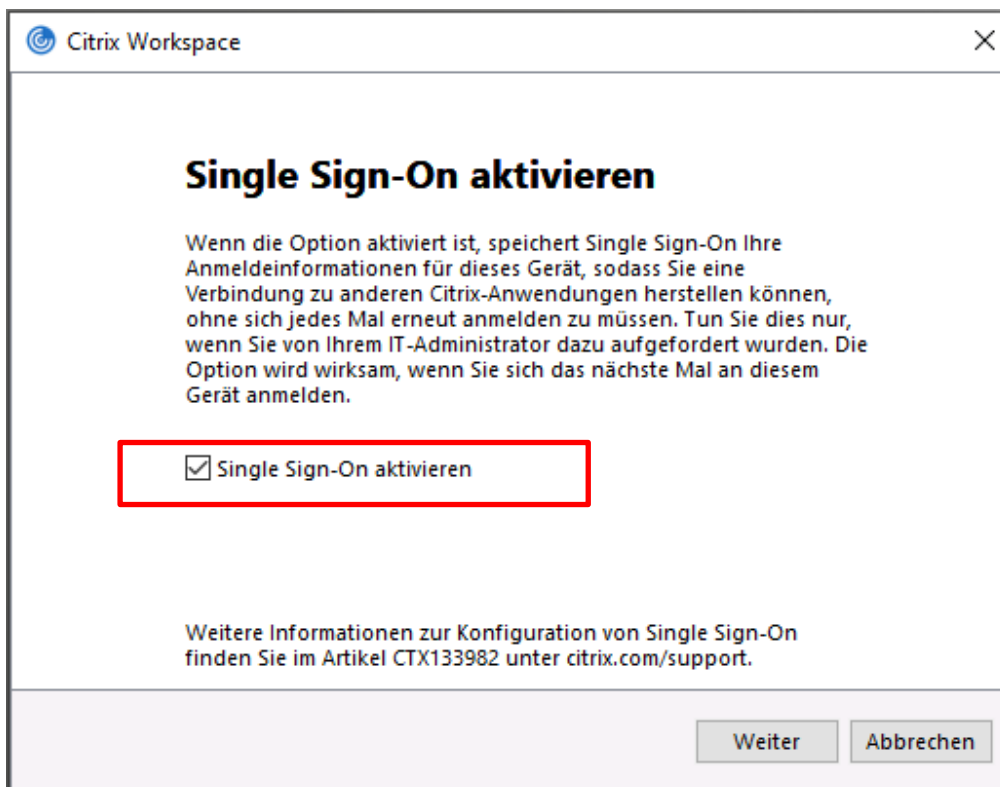 Citrix Workspace
Single Sign-On aktivieren
Wenn die Option aktiviert ist, speichert Single Sign-On Ihre
Anmeldeinformationen für dieses Gerät, sodass Sie eine
Verbindung zu anderen Citrix-Anwendungen herstellen können,
ohne sich jedes Mal erneut anmelden zu müssen. Tun Sie dies nur,
wenn Sie von Ihrem IT-Administrator dazu aufgefordert wurden. Die
Option wird wirksam, wenn Sie sich das nächste Mal an diesem
Gerät anmelden.
Single Sign-On aktivieren
Weitere Informationen zur Konfiguration von Single Sign-On
finden Sie im Artikel CTX133982 unter citrix.com/support.
Weiter Abbrechen